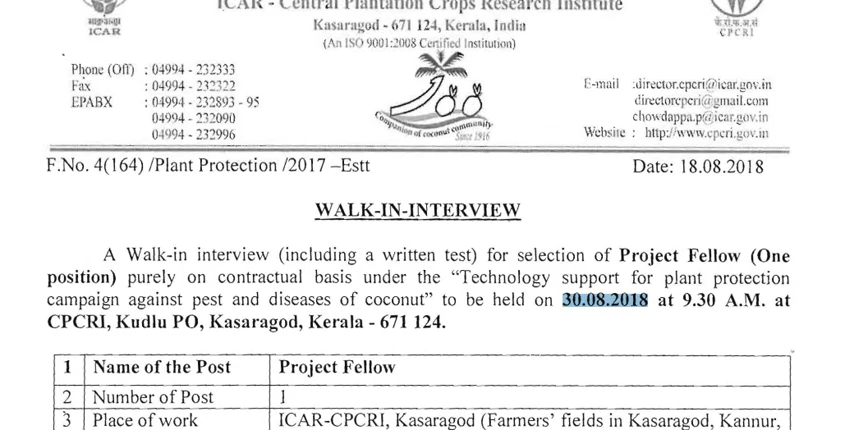 ICAR - Central Plantation Crops Research Institute
Kasaragod - 671 124, Kerala, India
(An ISO 9001:2008 Certified Institution)
ICAR
CPCRI
Phone (Off) : 04994 - 232333
Fax : 04994 - 232322
EPABX : 04994 - 232893 - 95
04994 - 232090
04994 - 232996
Companion of coconut community
Since 1916
E-mail :director.cpcri@icar.gov.in
directorcpcri@gmail.com
chowdappa.p@icar.gov.in
Website : http://www.cpcri.gov.in
F.No. 4(164) /Plant Protection /2017 –Estt Date: 18.08.2018
WALK-IN-INTERVIEW
A Walk-in interview (including a written test) for selection of Project Fellow (One
position) purely on contractual basis under the “Technology support for plant protection
campaign against pest and diseases of coconut” to be held on 30.08.2018 at 9.30 A.M. at
CPCRI, Kudlu PO, Kasaragod, Kerala - 671 124.
1 Name of the Post Project Fellow
2 Number of Post 1
3 Place of work ICAR-CPCRI, Kasaragod (Farmers’ fields in Kasaragod, Kannur,